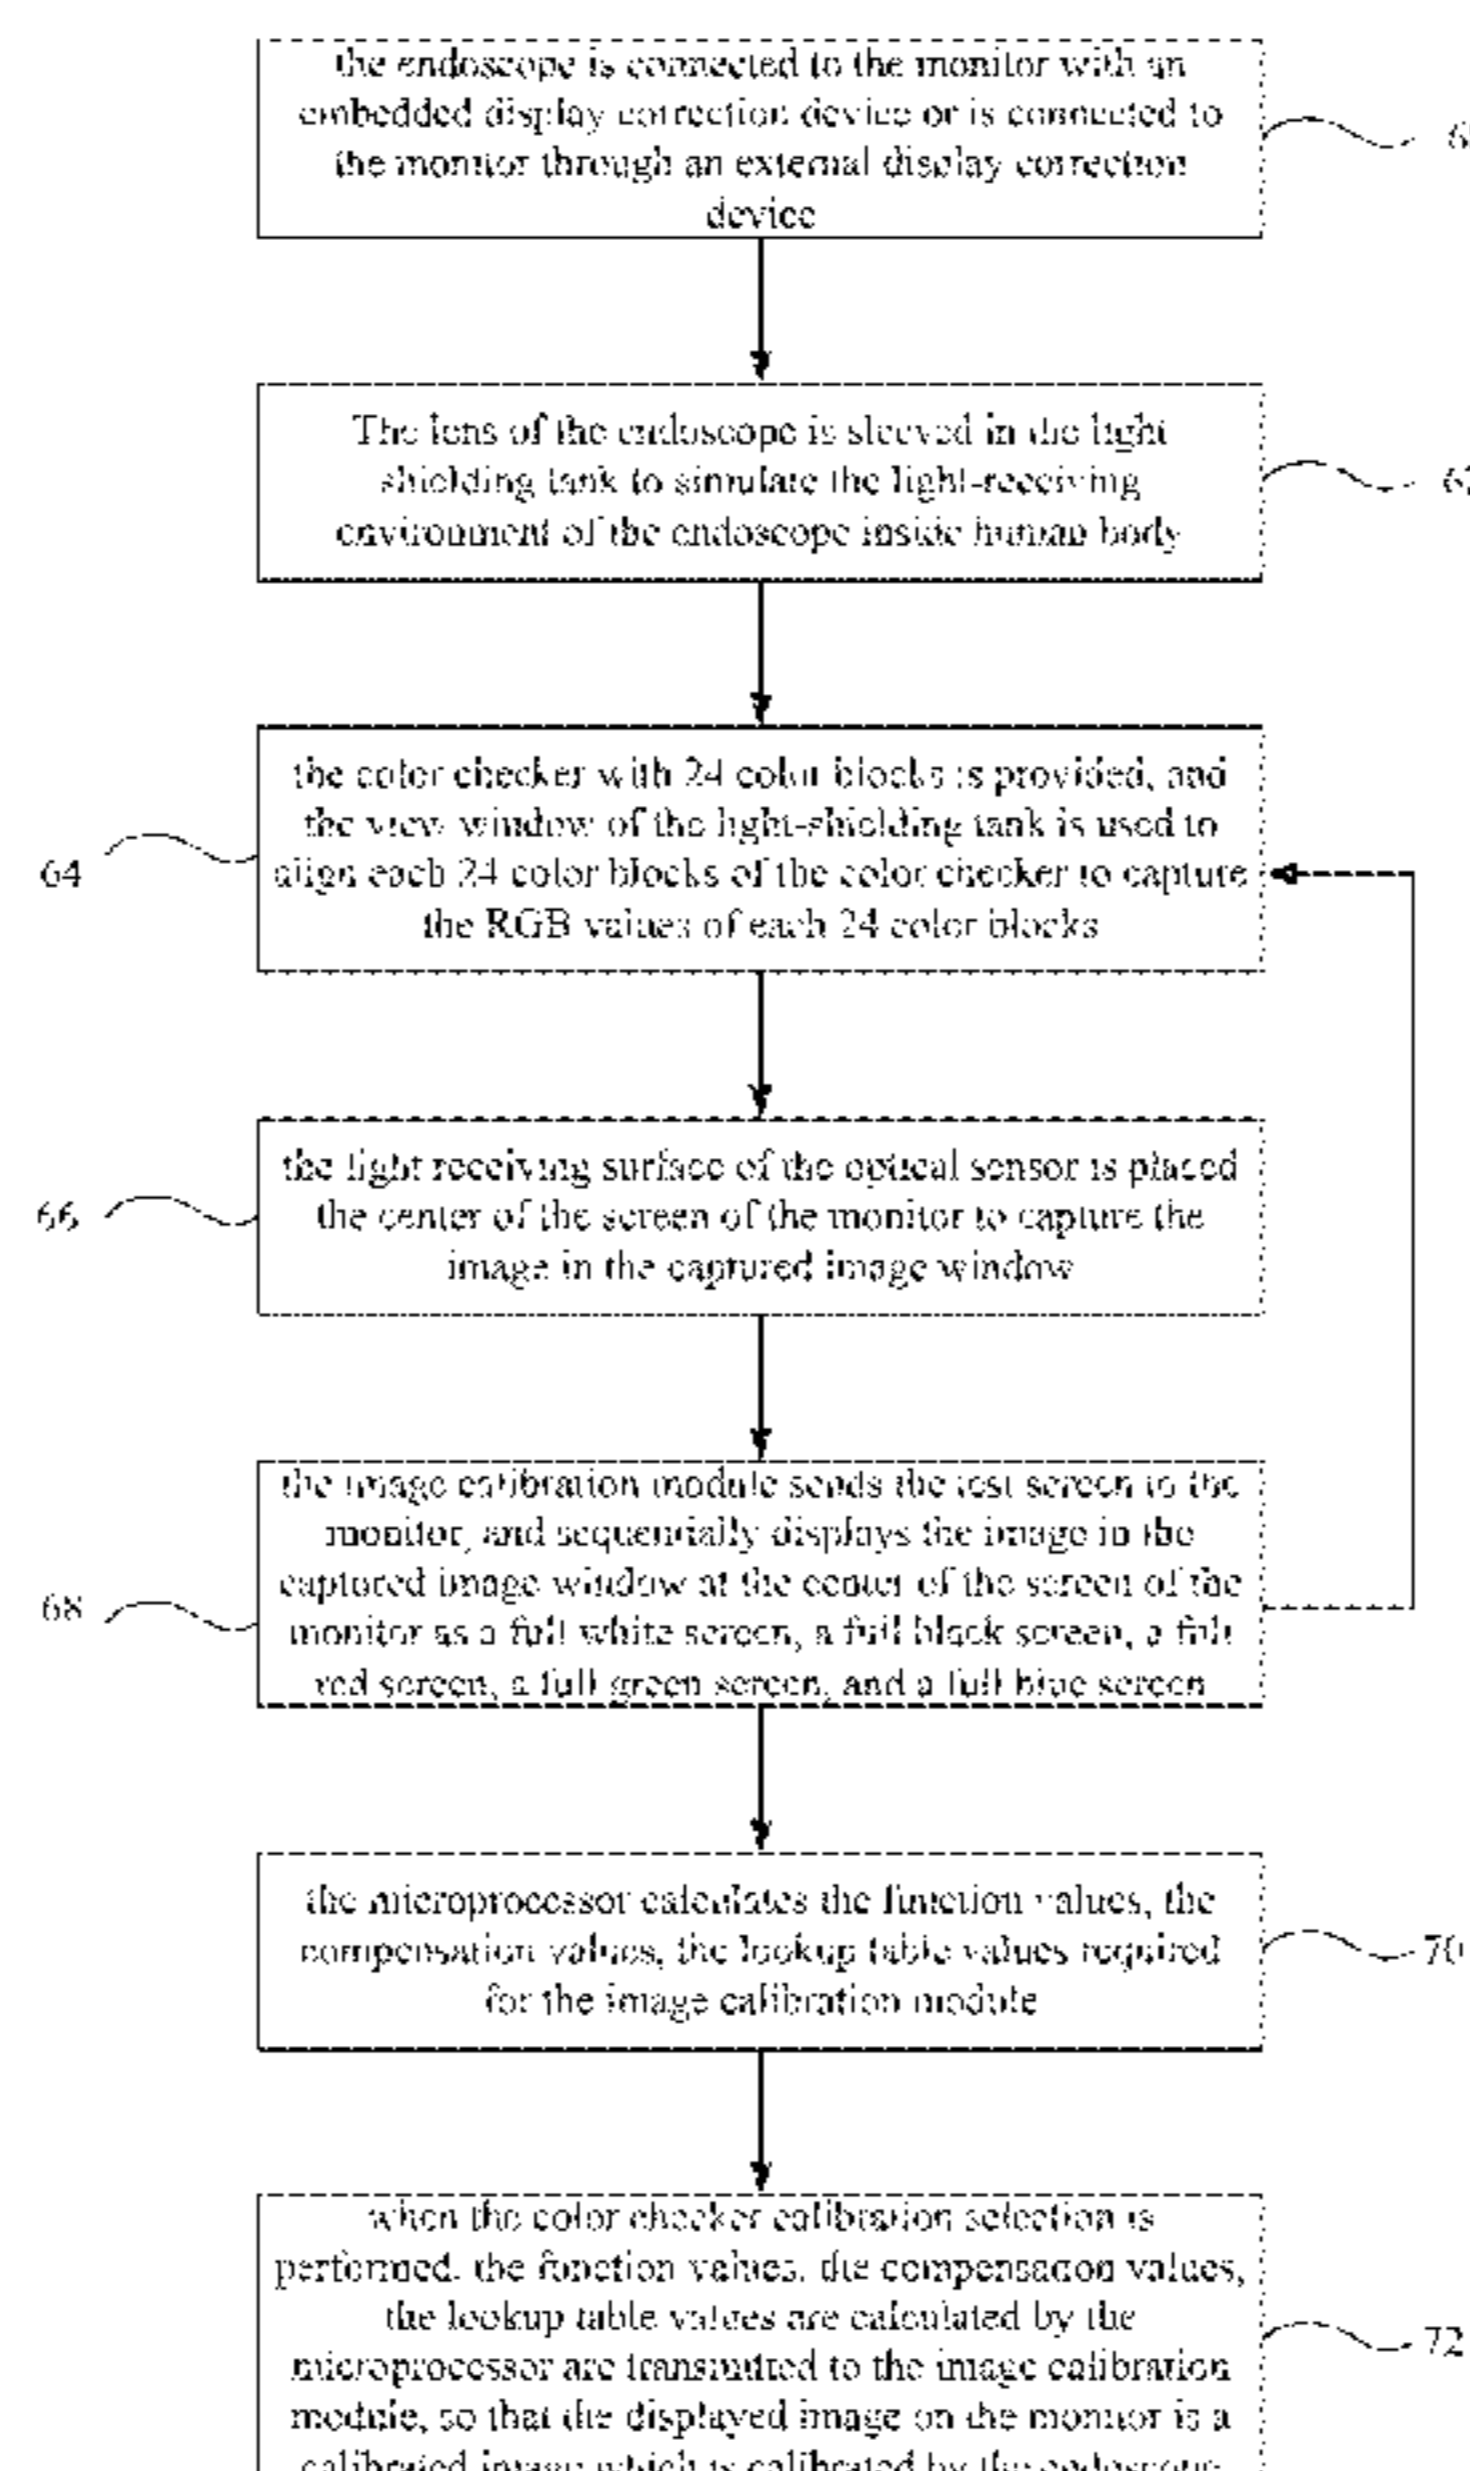 the endoscope is connected to the monitor with an
embedded display correction device or is connected to
the monitor through an external display correction
device
The lens of the endoscope is sleeved in the light
shielding tank to simulate the light-receiving
environment of the endoscope inside human body
the color checker with 24 color blocks is provided, and
the view window of the light-shielding tank is used to
align each 24 color blocks of the color checker to capture
the RGB values of each 24 color blocks
64
the light receiving surface of the optical sensor is placed
the center of the screen of the monitor to capture the
image in the captured image window
66
the image calibration module sends the test screen to the
monitor, and sequentially displays the image in the
captured image window at the center of the screen of the
monitor as a full white screen, a full black screen, a full
red screen, a full green screen, and a full blue screen
68
the microprocessor calculates the function values, the
compensation values, the lookup table values required
for the image calibration module
70
when the color checker calibration selection is
performed, the function values, the compensation values,
the lookup table values are calculated by the
microprocessor are transmitted to the image calibration
module, so that the displayed image on the monitor is a
calibrated image which is calibrated by the endoscope
72